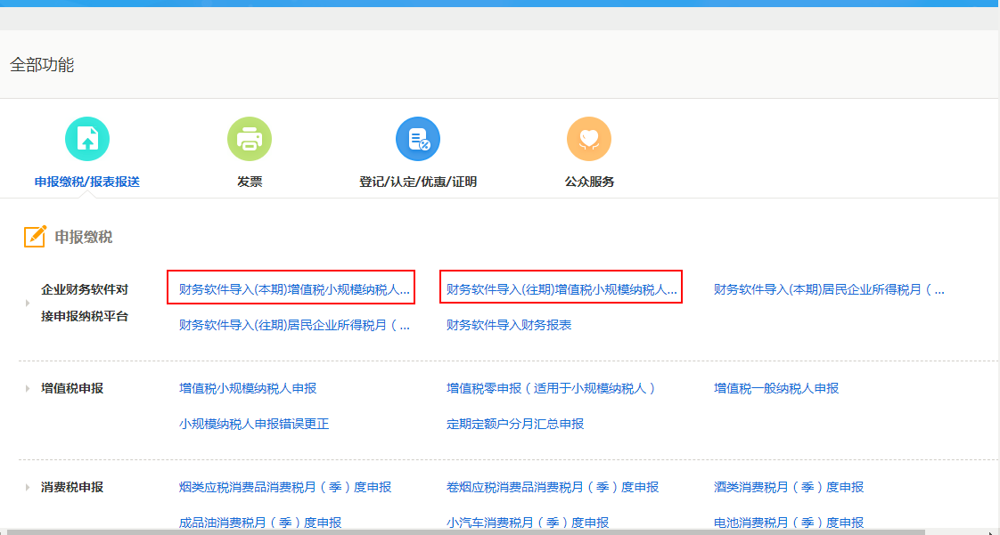 全部功能
申报缴税/报表报送
发票
登记/认定/优惠/证明
公众服务
申报缴税
企业财务软件对
接申报纳税平台
财务软件导入(本期)增值税小规模纳税人...
财务软件导入(往期)增值税小规模纳税人...
财务软件导入(本期)居民企业所得税月（...
财务软件导入(往期)居民企业所得税月（...
财务软件导入财务报表
增值税申报
增值税小规模纳税人申报
增值税零申报（适用于小规模纳税人）
增值税一般纳税人申报
小规模纳税人申报错误更正
定期定额户分月汇总申报
消费税申报
烟类应税消费品消费税月（季）度申报
卷烟应税消费品消费税月（季）度申报
酒类消费税月（季）度申报
成品油消费税月（季）度申报
小汽车消费税月（季）度申报
电池消费税月（季）度申报